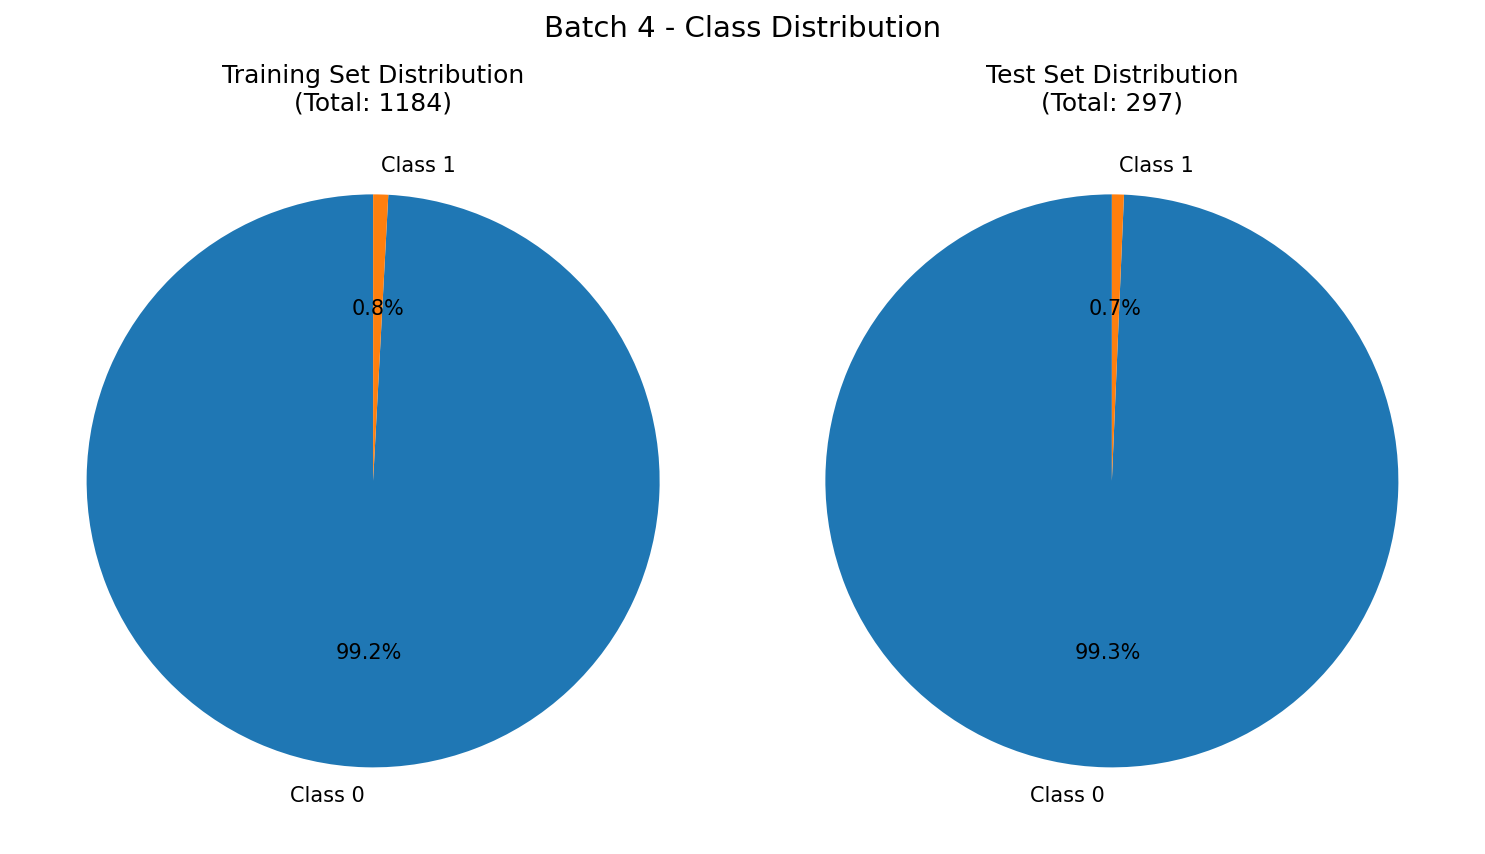 Batch 4 - Class Distribution
Training Set Distribution
(Total: 1184)
Class 1
0.8%
99.2%
Class 0
Test Set Distribution
(Total: 297)
Class 1
0.7%
99.3%
Class 0